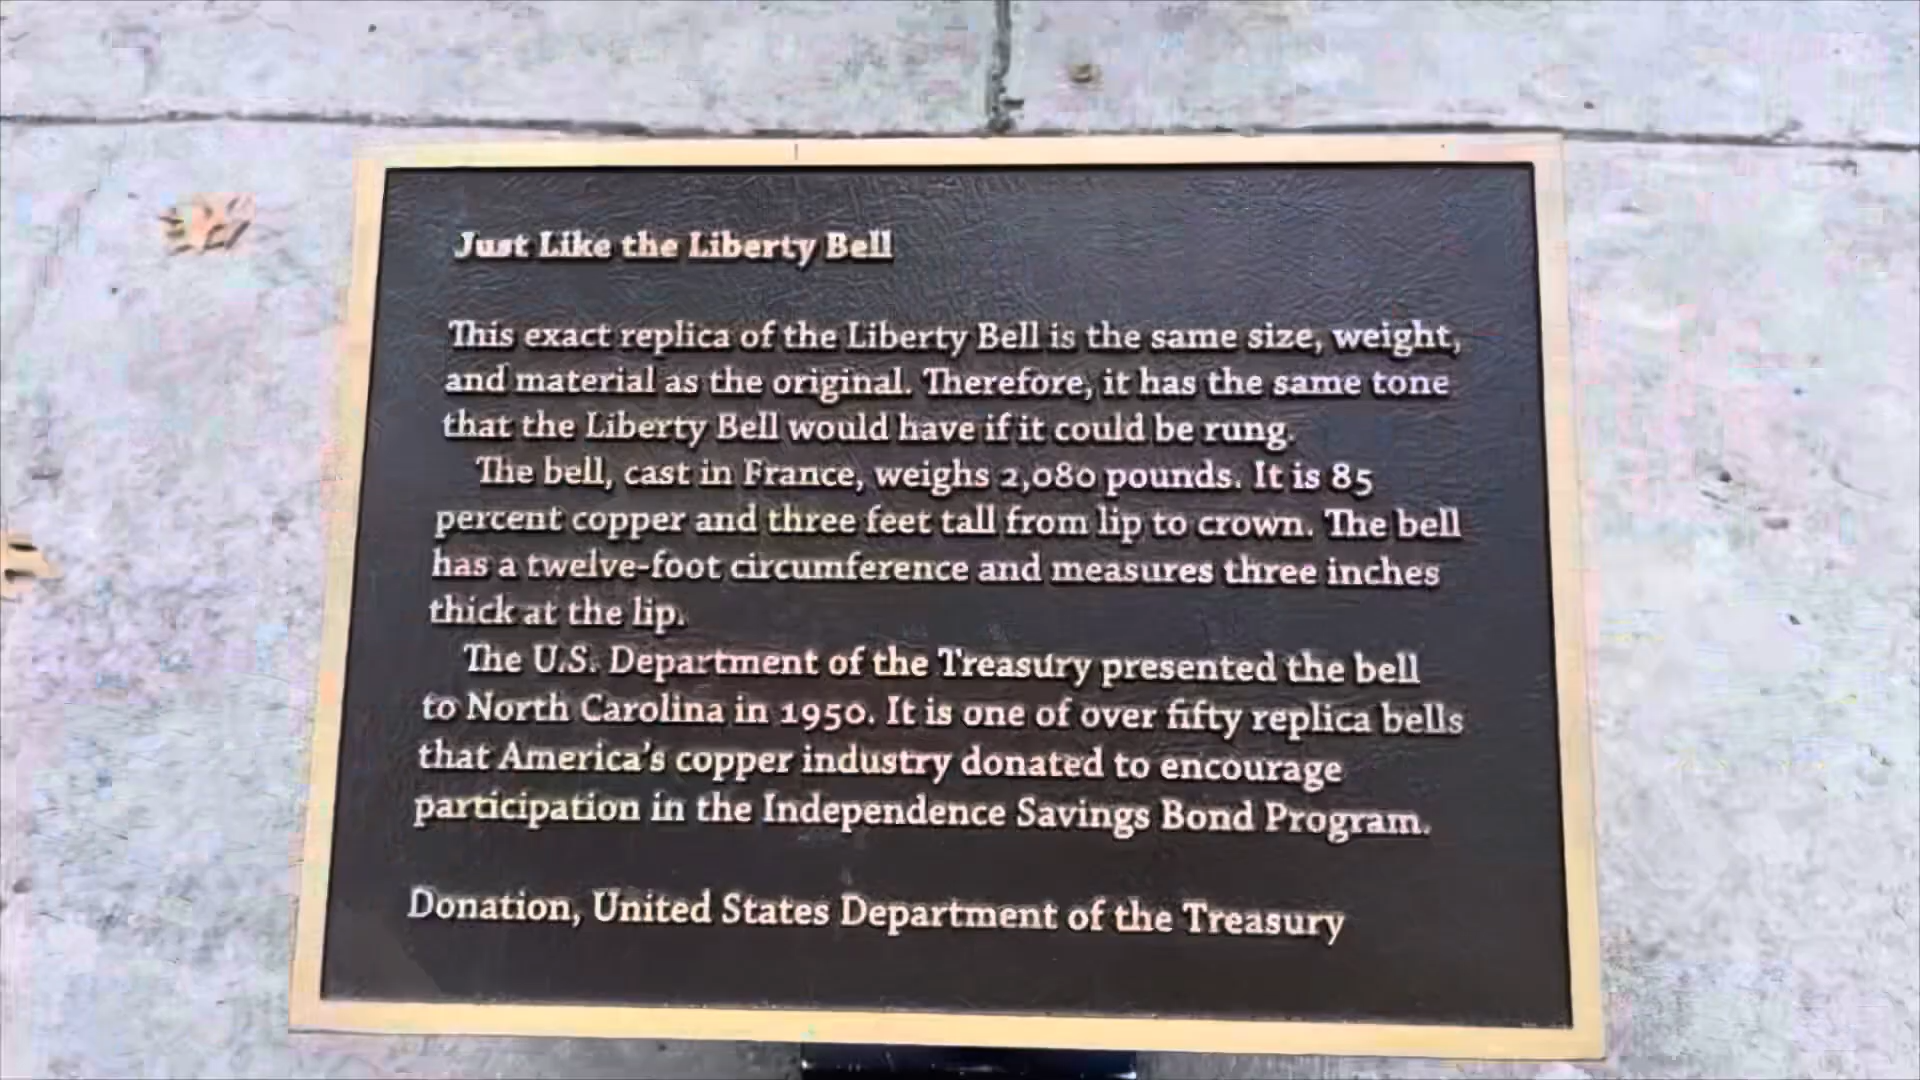 Just Like the Liberty Bell
This exact replica of the Liberty Bell is the same size, weight,
and material as the original. Therefore, it has the same tone
that the Liberty Bell would have if it could be rung.
The bell, cast in France, weighs 2,080 pounds. It is 85
percent copper and three feet tall from lip to crown. The bell
has a twelve-foot circumference and measures three inches
thick at the lip.
The U.S. Department of the Treasury presented the bell
to North Carolina in 1950. It is one of over fifty replica bells
that America's copper industry donated to encourage
participation in the Independence Savings Bond Program.
Donation, United States Department of the Treasury